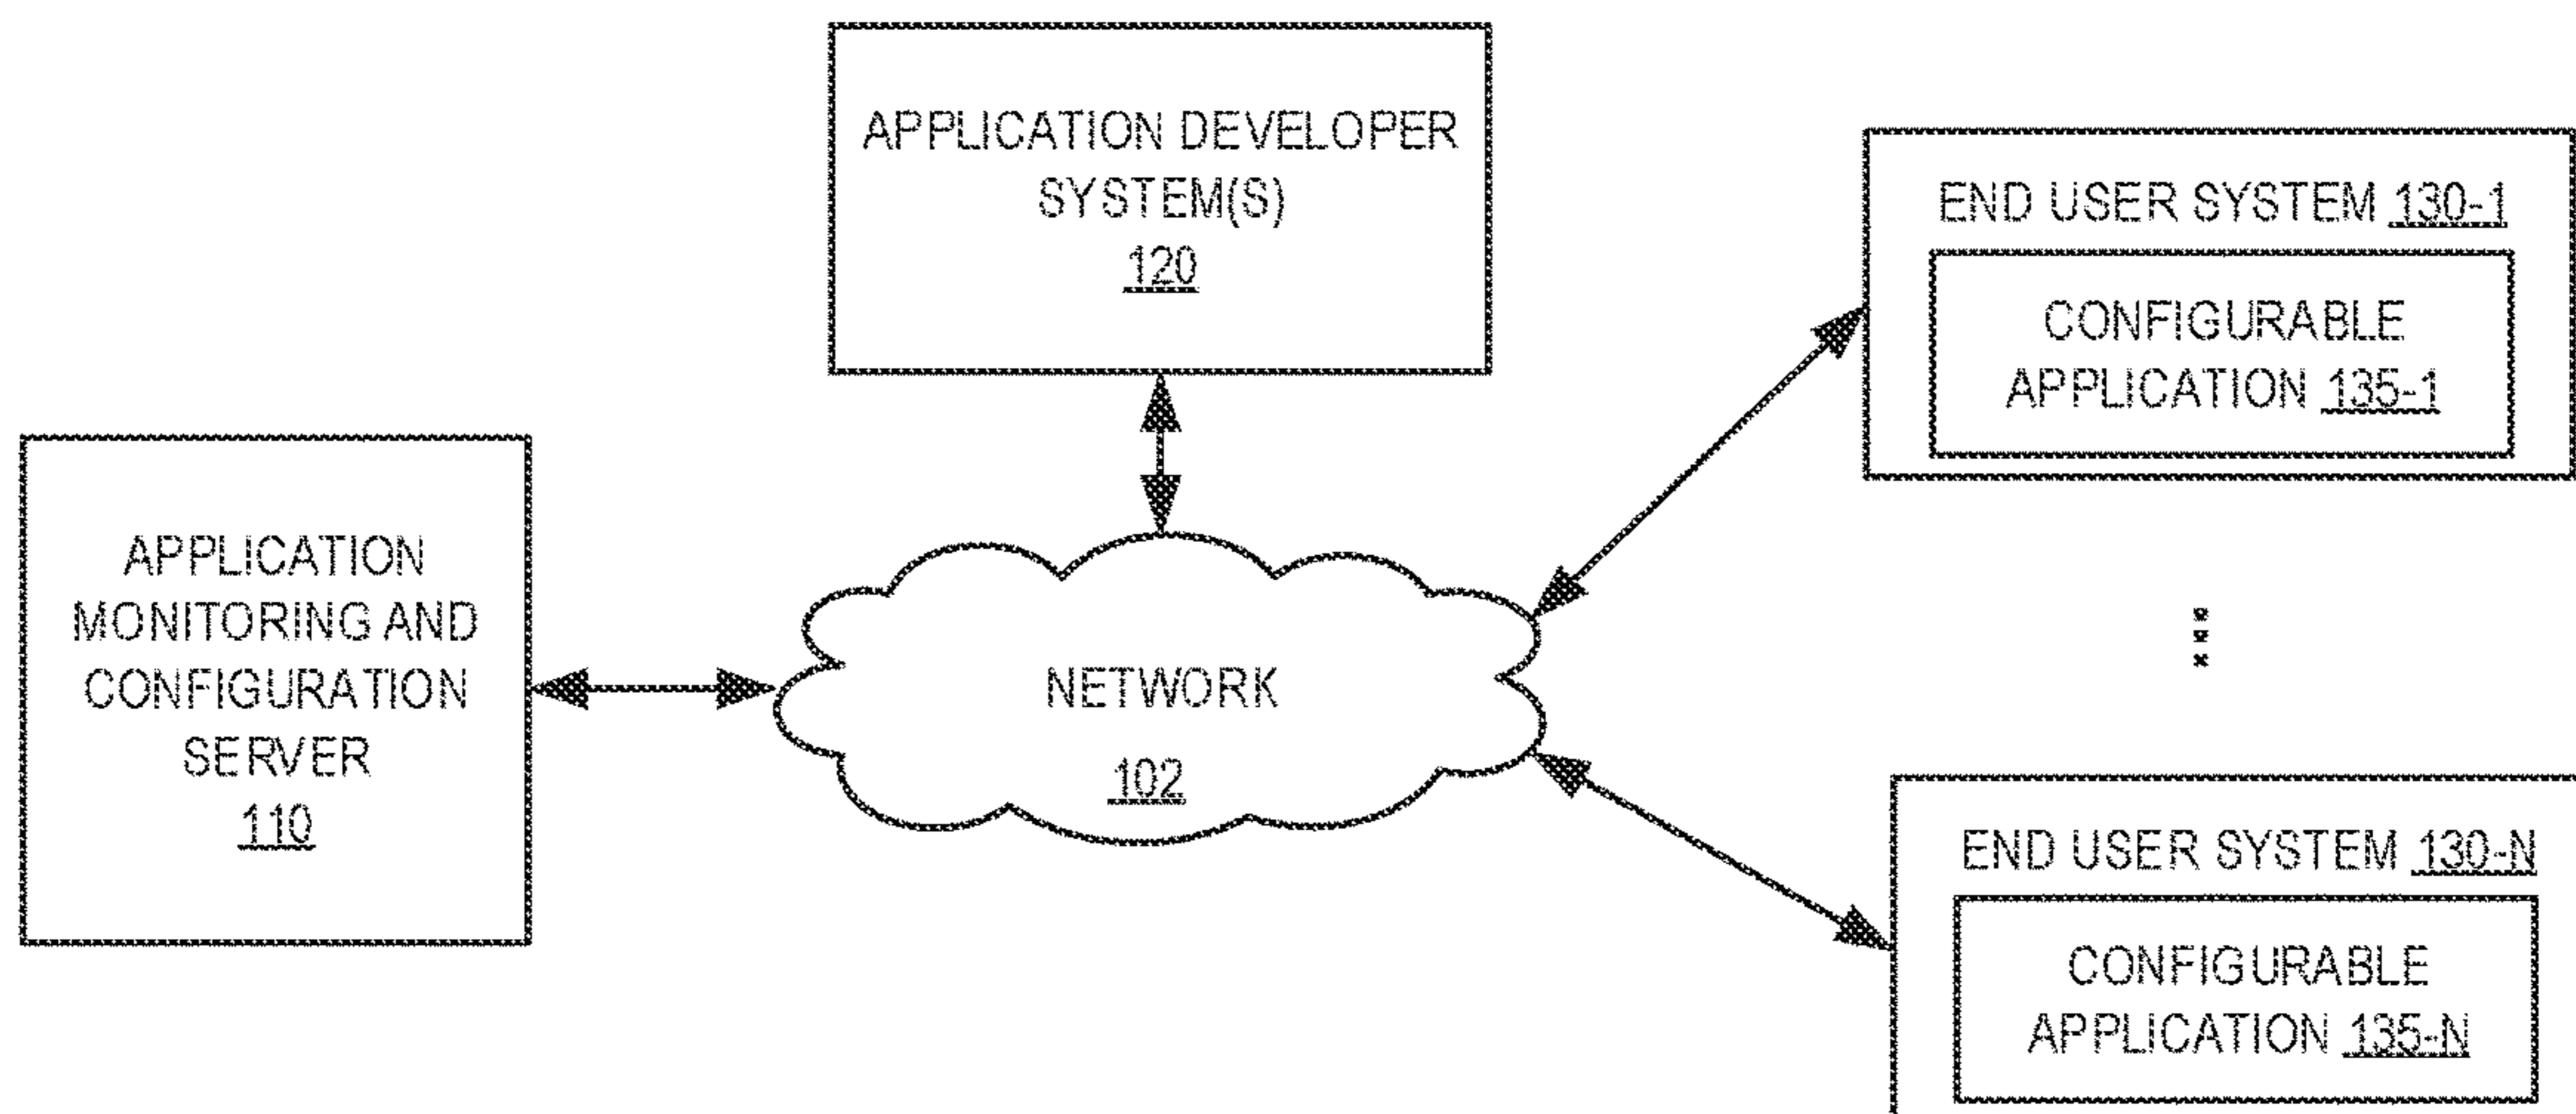 APPLICATION DEVELOPER
SYSTEM(S)
120
END USER SYSTEM 130-1
CONFIGURABLE
APPLICATION 135-1
APPLICATION
MONITORING AND
CONFIGURATION
SERVER
110
NETWORK
102
END USER SYSTEM 130-N
CONFIGURABLE
APPLICATION 135-N